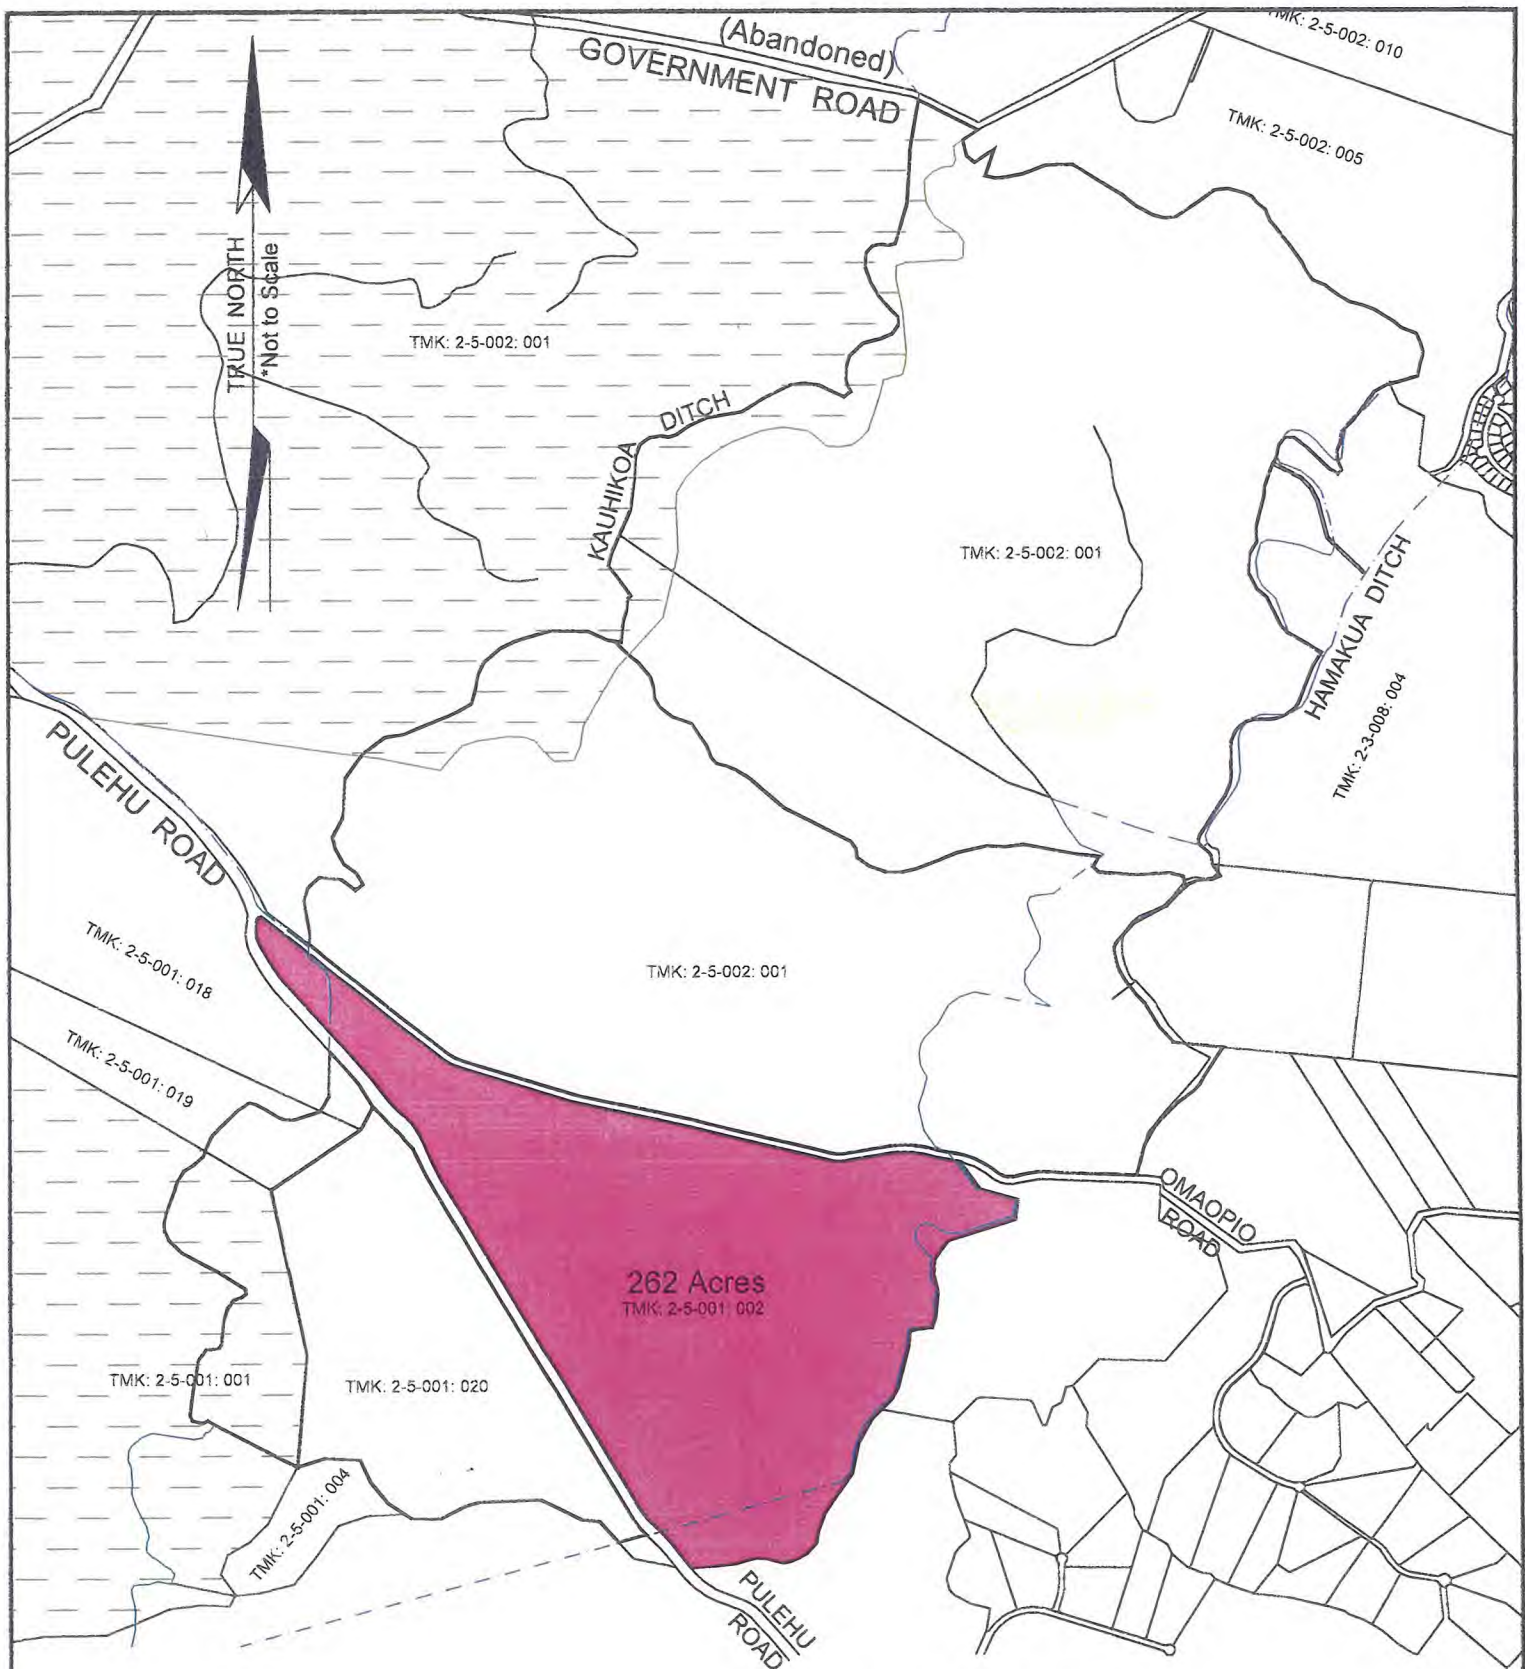 (Abandoned)
GOVERNMENT ROAD
TMK: 2-5-002: 010
TMK: 2-5-002: 005
TRUE NORTH
*Not to Scale
TMK: 2-5-002: 001
KAUHIKOA DITCH
TMK: 2-5-002: 001
HAMAKUA DITCH
TMK: 2-3-008: 004
PULEHU ROAD
TMK: 2-5-001: 018
TMK: 2-5-002: 001
TMK: 2-5-001: 019
OMAOPIO
ROAD
262 Acres
TMK: 2-5-001: 002
TMK: 2-5-001: 001
TMK: 2-5-001: 020
TMK: 2-5-001: 004
PULEHU
ROAD